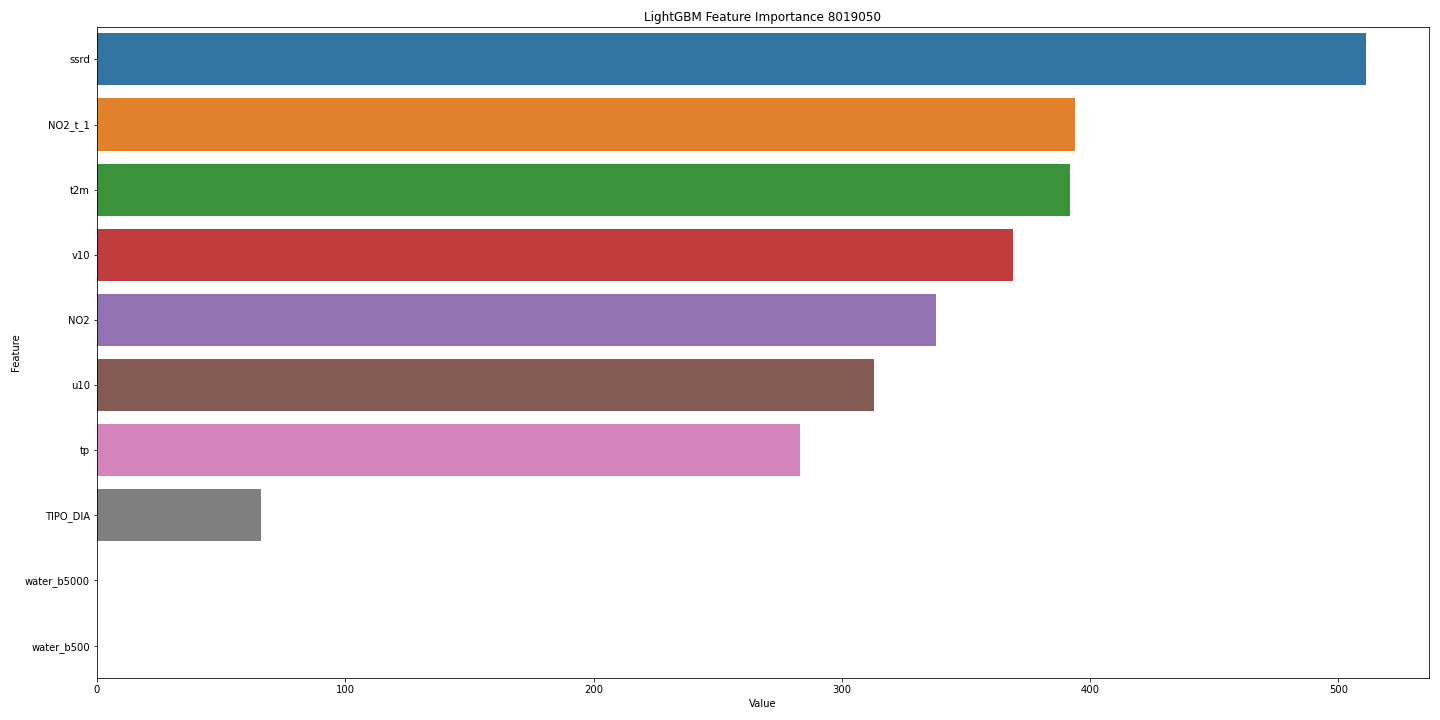 LightGBM Feature Importance 8019050
ssrd
NO2_t_1
t2m
v10
NO2
u10
tp
TIPO_DIA
water_b5000
water_b500
Feature
0 100 200 300 400 500
Value